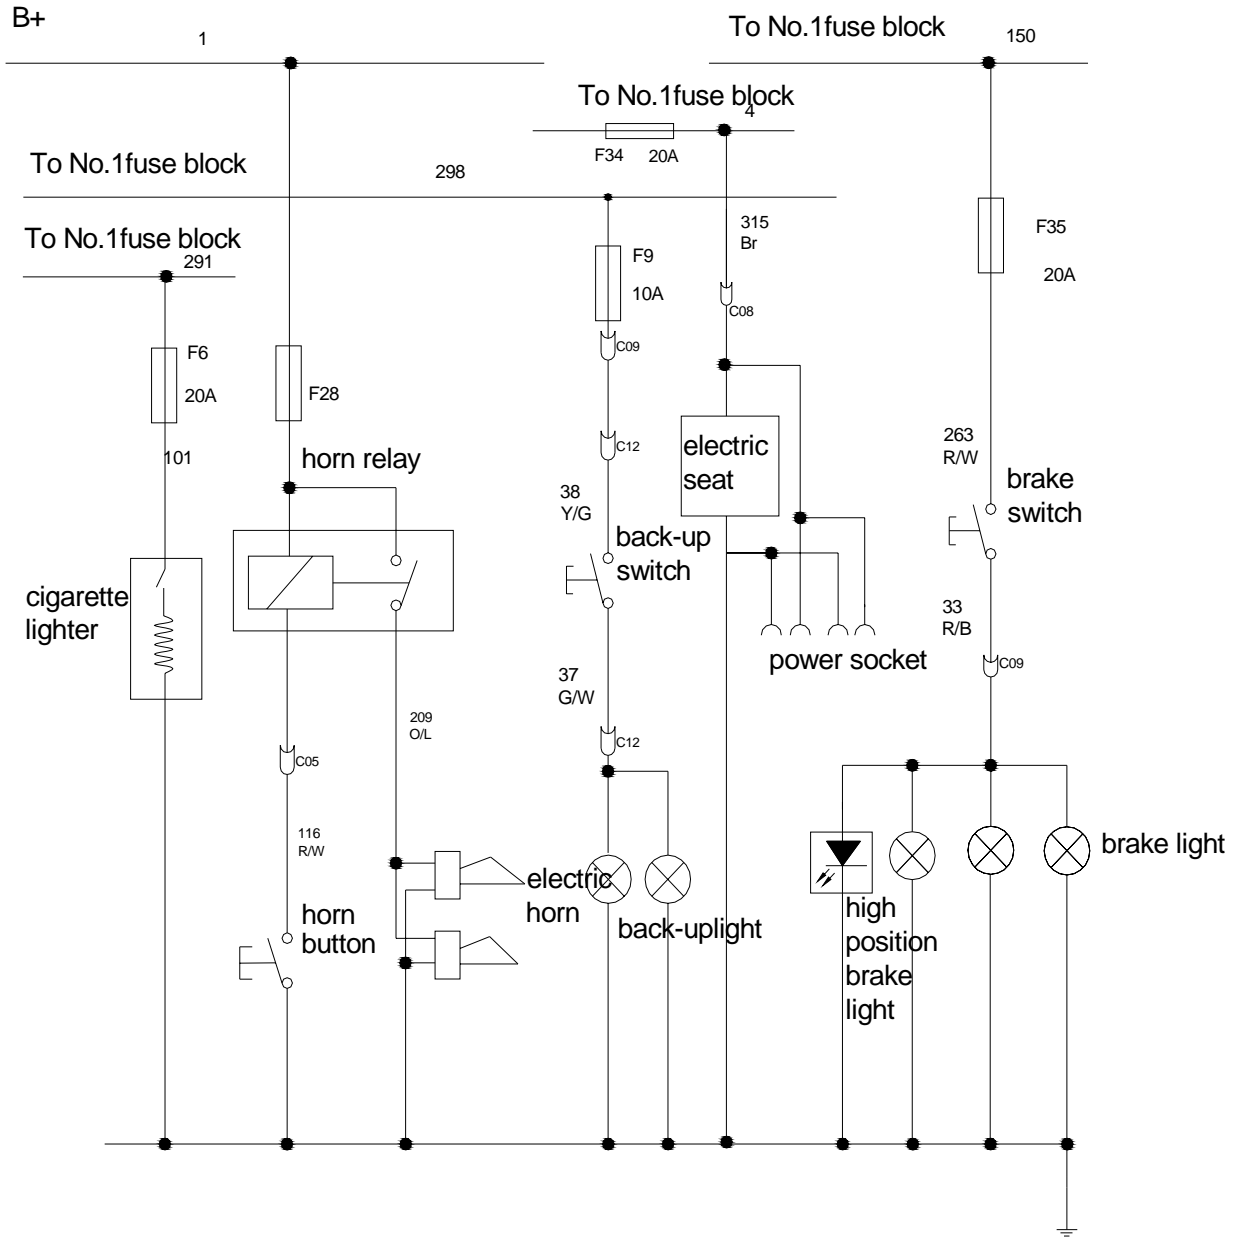 B+
1
To No.1fuse block
150
To No.1fuse block
4
F34
20A
To No.1fuse block
298
315
Br
F35
20A
To No.1fuse block
291
F9
10A
C08
C09
F6
20A
F28
101
horn relay
C12
electric
seat
263
R/W
brake
switch
38
Y/G
back-up
switch
cigarette
lighter
33
R/B
power socket
C09
37
G/W
209
O/L
C12
C05
116
R/W
brake light
electric
horn
back-uplight
horn
button
high
position
brake
light